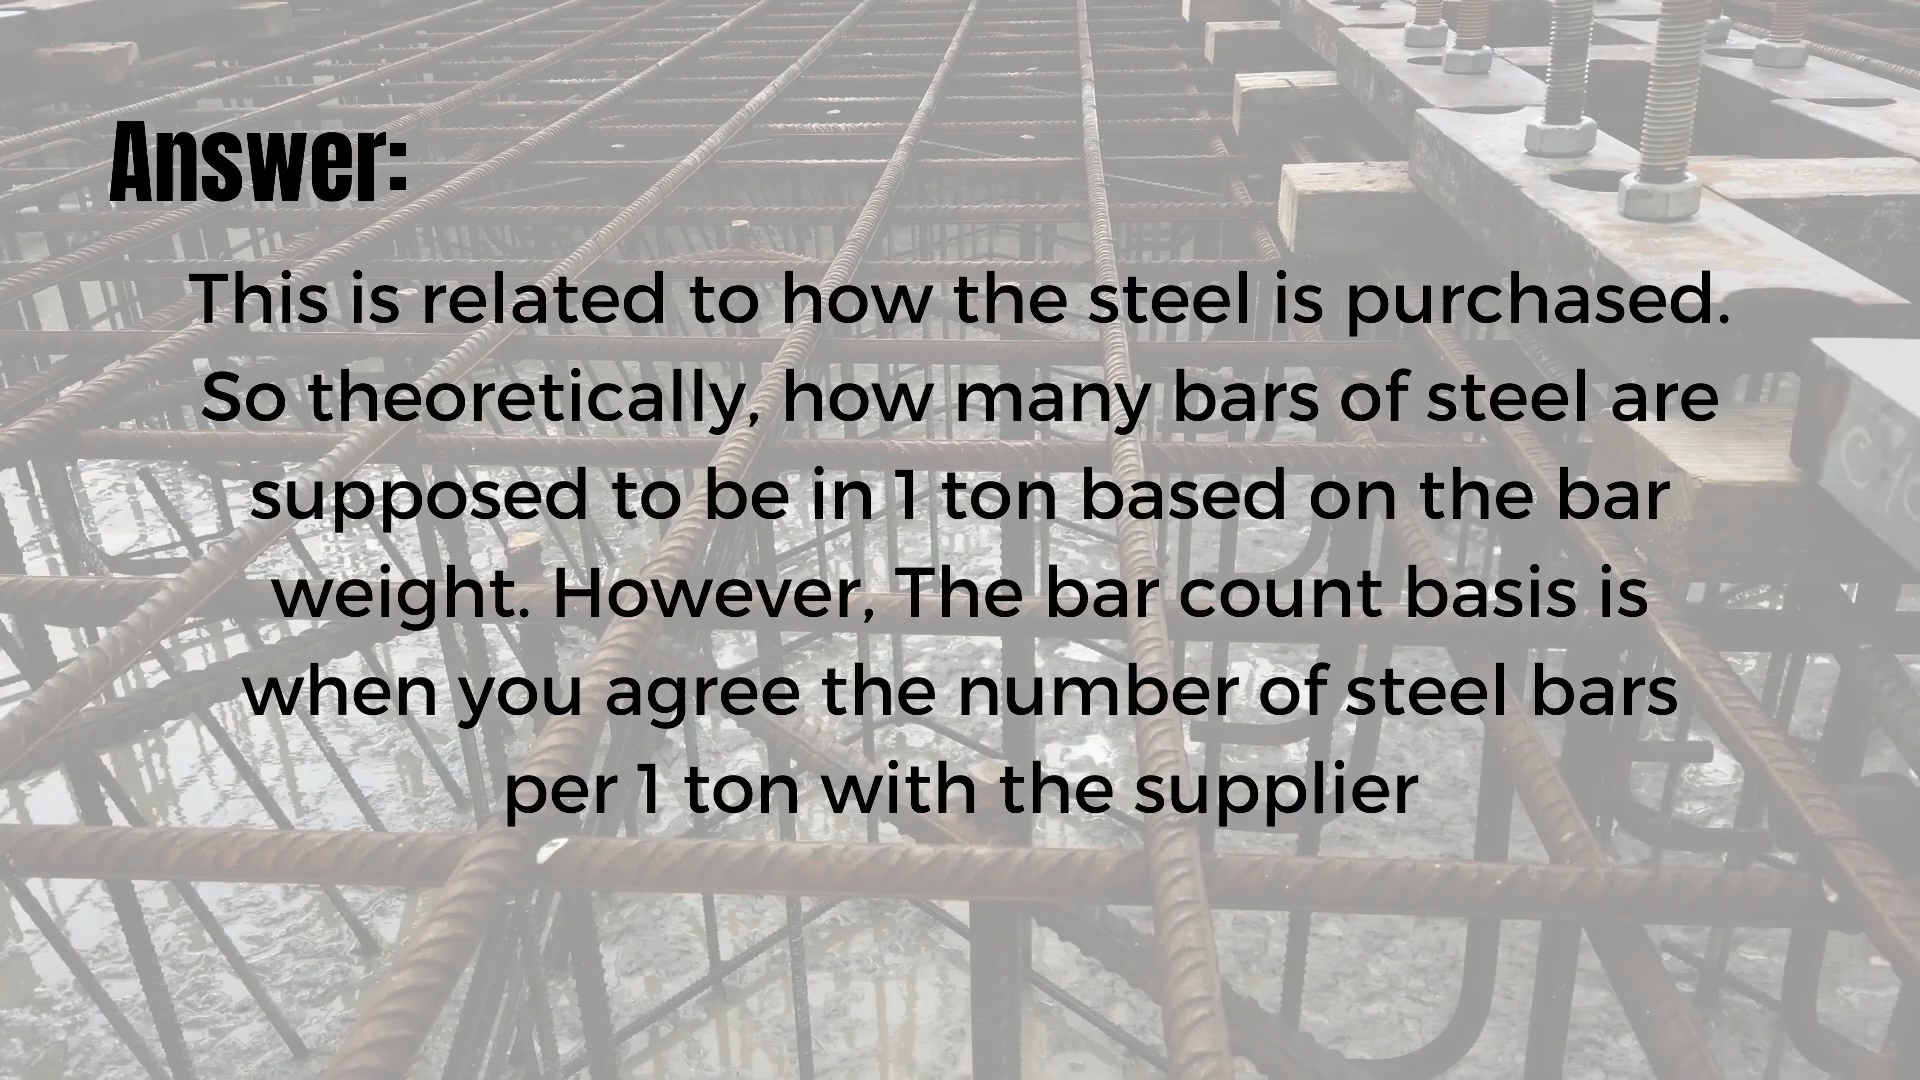 Answer:
This is related to how the steel is purchased.
So theoretically, how many bars of steel are
supposed to be in 1 ton based on the bar
weight. However, The bar count basis is
when you agree the number of steel bars
per 1 ton with the supplier